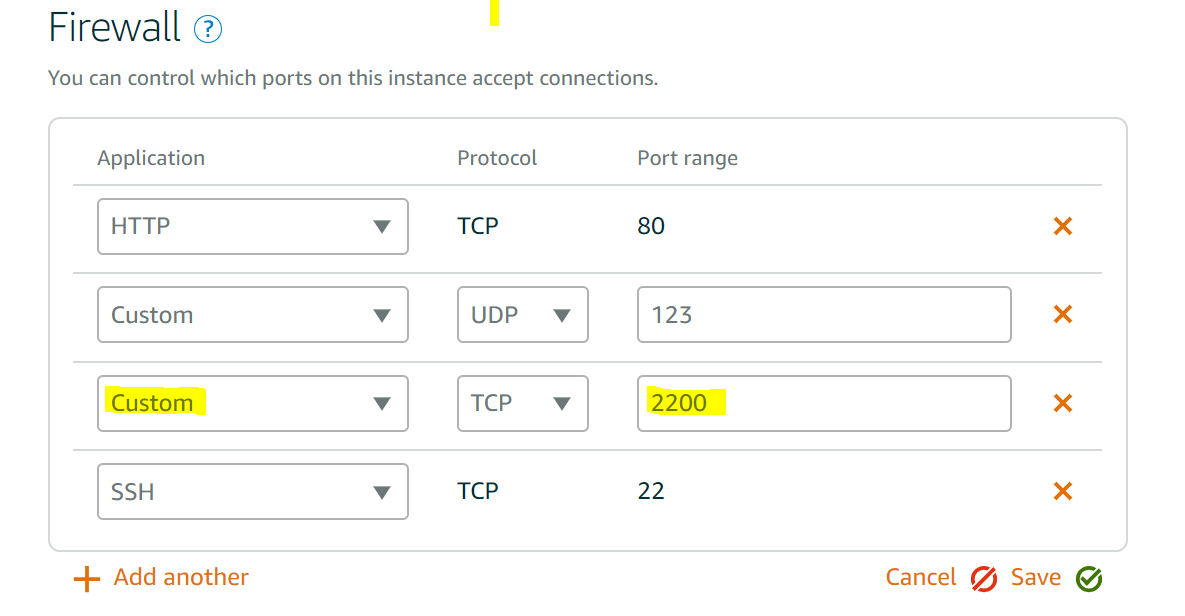 Firewall ?
You can control which ports on this instance accept connections.
Application Protocol Port range
HTTP TCP 80
Custom UDP 123
Custom TCP 2200
SSH TCP 22
Add another Cancel Save